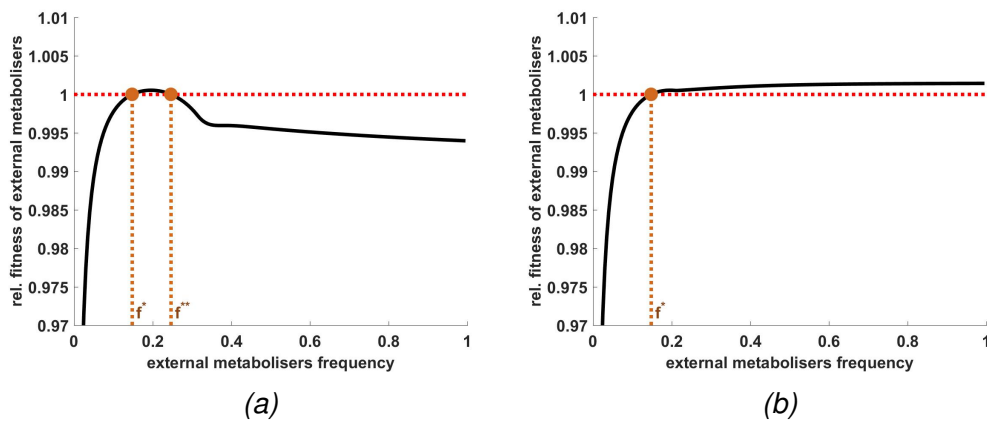 1.01
1.005
1
0.995
0.99
0.985
0.98
0.975
0.97
rel. fitness of external metabolisers
f*
f**
0 0.2 0.4 0.6 0.8 1
external metabolisers frequency
(a)
1.01
1.005
1
0.995
0.99
0.985
0.98
0.975
0.97
rel. fitness of external metabolisers
f*
0 0.2 0.4 0.6 0.8 1
external metabolisers frequency
(b)